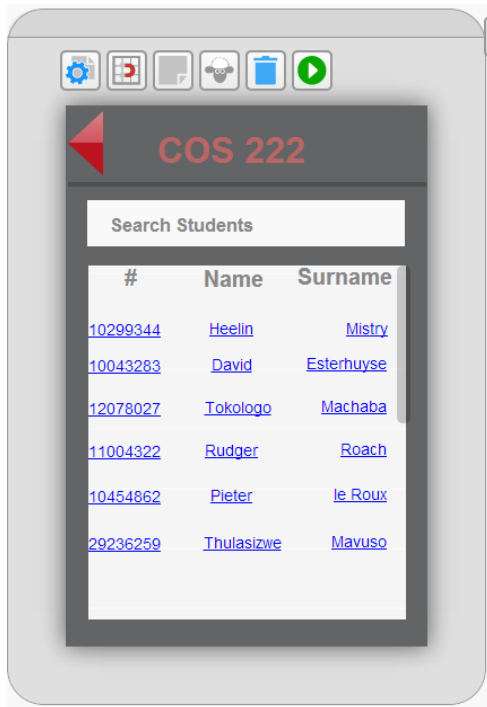 COS 222
Search Students
# Name Surname
10299344 Heelin Mistry
10043283 David Esterhuyse
12078027 Tokologo Machaba
11004322 Rudger Roach
10454862 Pieter le Roux
29236259 Thulasizwe Mavuso